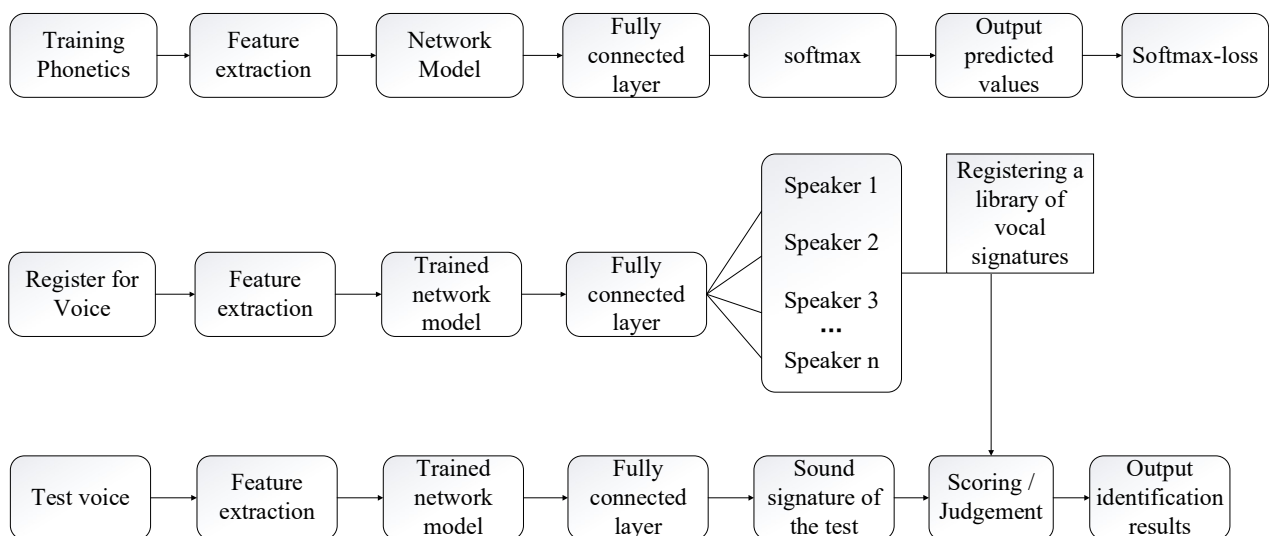 Training
Phonetics
Feature
extraction
Network
Model
Fully
connected
layer
softmax
Output
predicted
values
Softmax-loss
Register for
Voice
Feature
extraction
Trained
network
model
Fully
connected
layer
Speaker 1
Speaker 2
Speaker 3
...
Speaker n
Registering a
library of
vocal
signatures
Test voice
Feature
extraction
Trained
network
model
Fully
connected
layer
Sound
signature of
the test
Scoring /
Judgement
Output
identification
results